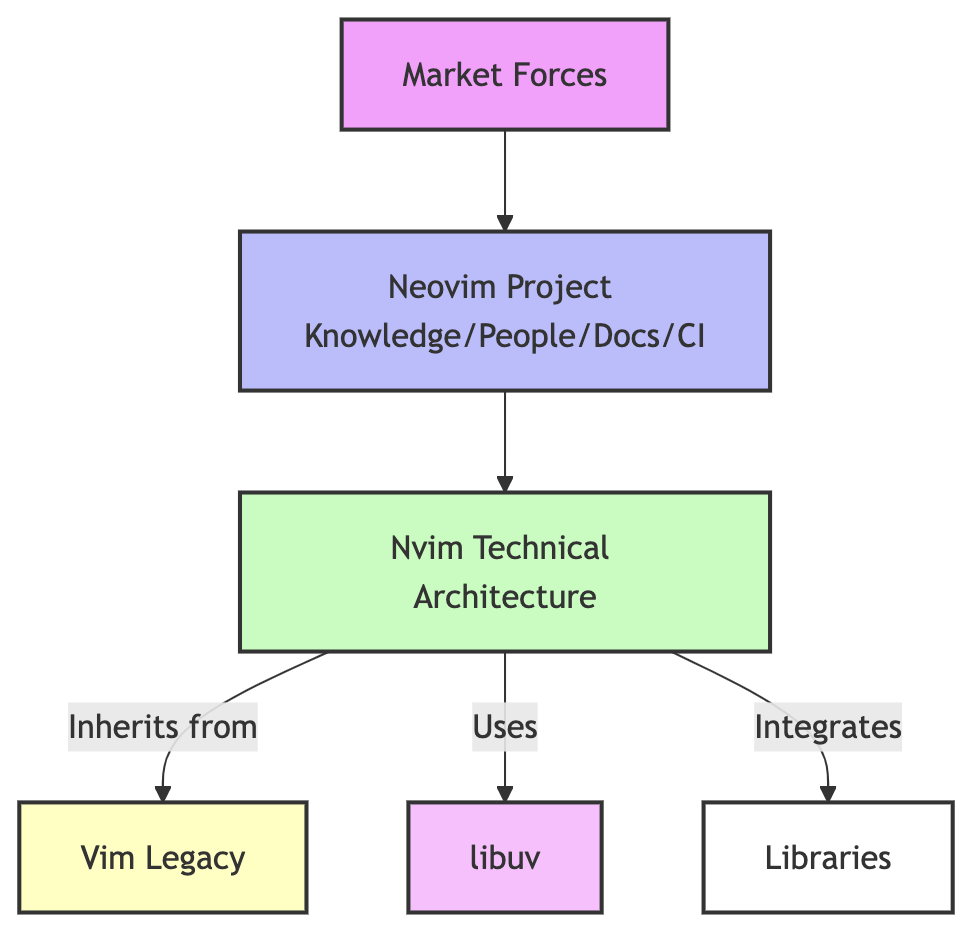 Market Forces
Neovim Project
Knowledge/People/Docs/CI
Nvim Technical
Architecture
Inherits from
Uses
Integrates
Vim Legacy
libuv
Libraries